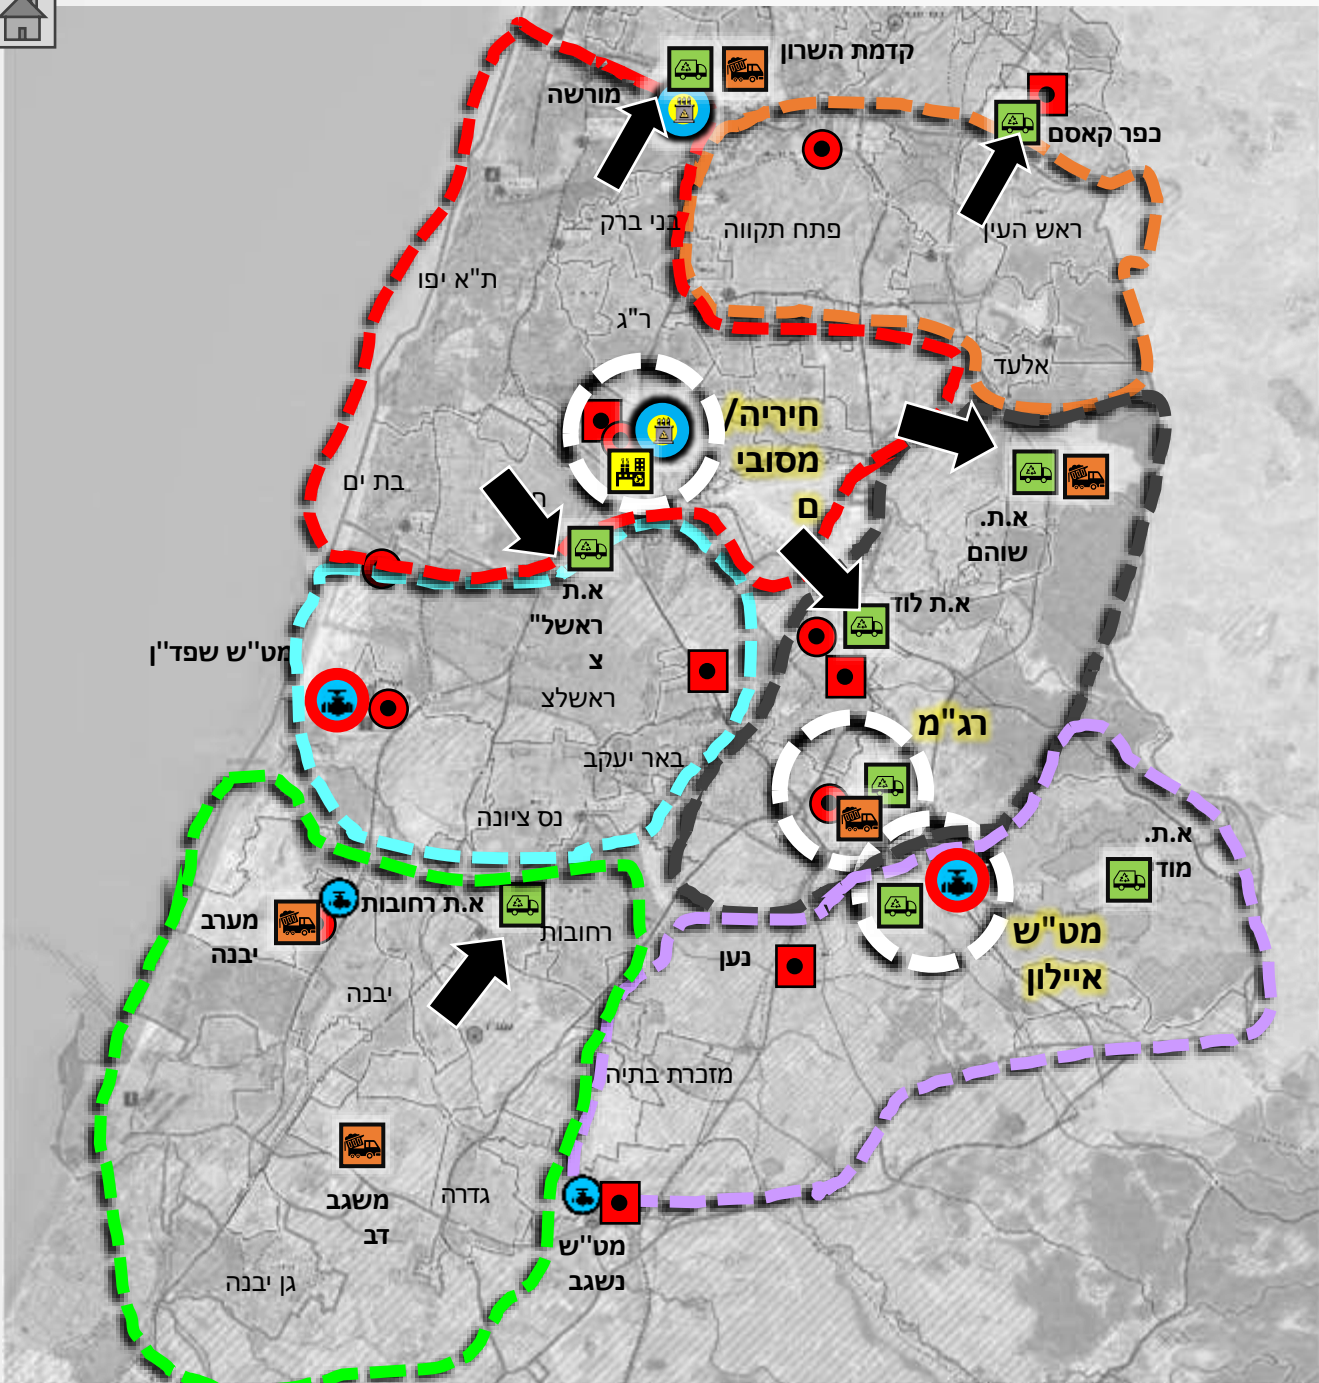 קדמת השרון
מורשה
כפר קאסם
בני ברק
פתח תקווה
ראש העין
ת"א יפו
ר"ג
אלעד
חיריה/
מסובי
ם
בת ים
א.ת.
שוהם
א.ת
ראשל"
צ
א.ת לוד
מט"ש שפד"ן
ראשלצ
רג"מ
באר יעקב
נס ציונה
א.ת.
מודי
א.ת רחובות
מערב
יבנה
רחובות
מט"ש
איילון
נען
יבנה
מזכרת בתיה
משגב
דב
גדרה
מט"ש
נשגב
גן יבנה